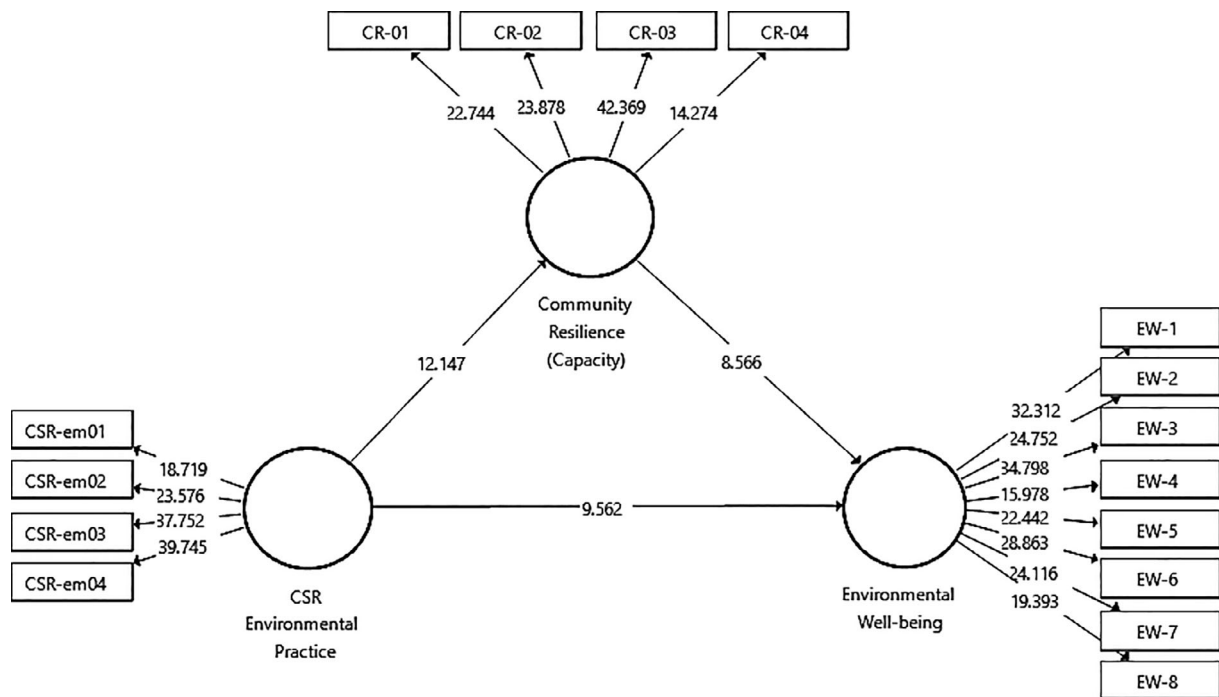 CR-01 CR-02 CR-03 CR-04
22.744 23.878 42.369 14.274
Community
Resilience
(Capacity)
12.147 8.566
CSR-em01
CSR-em02
CSR-em03
CSR-em04
18.719
23.576
37.752
39.745
CSR
Environmental
Practice
9.562
Environmental
Well-being
32.312
24.752
34.798
15.978
22.442
28.863
24.116
19.393
EW-1
EW-2
EW-3
EW-4
EW-5
EW-6
EW-7
EW-8